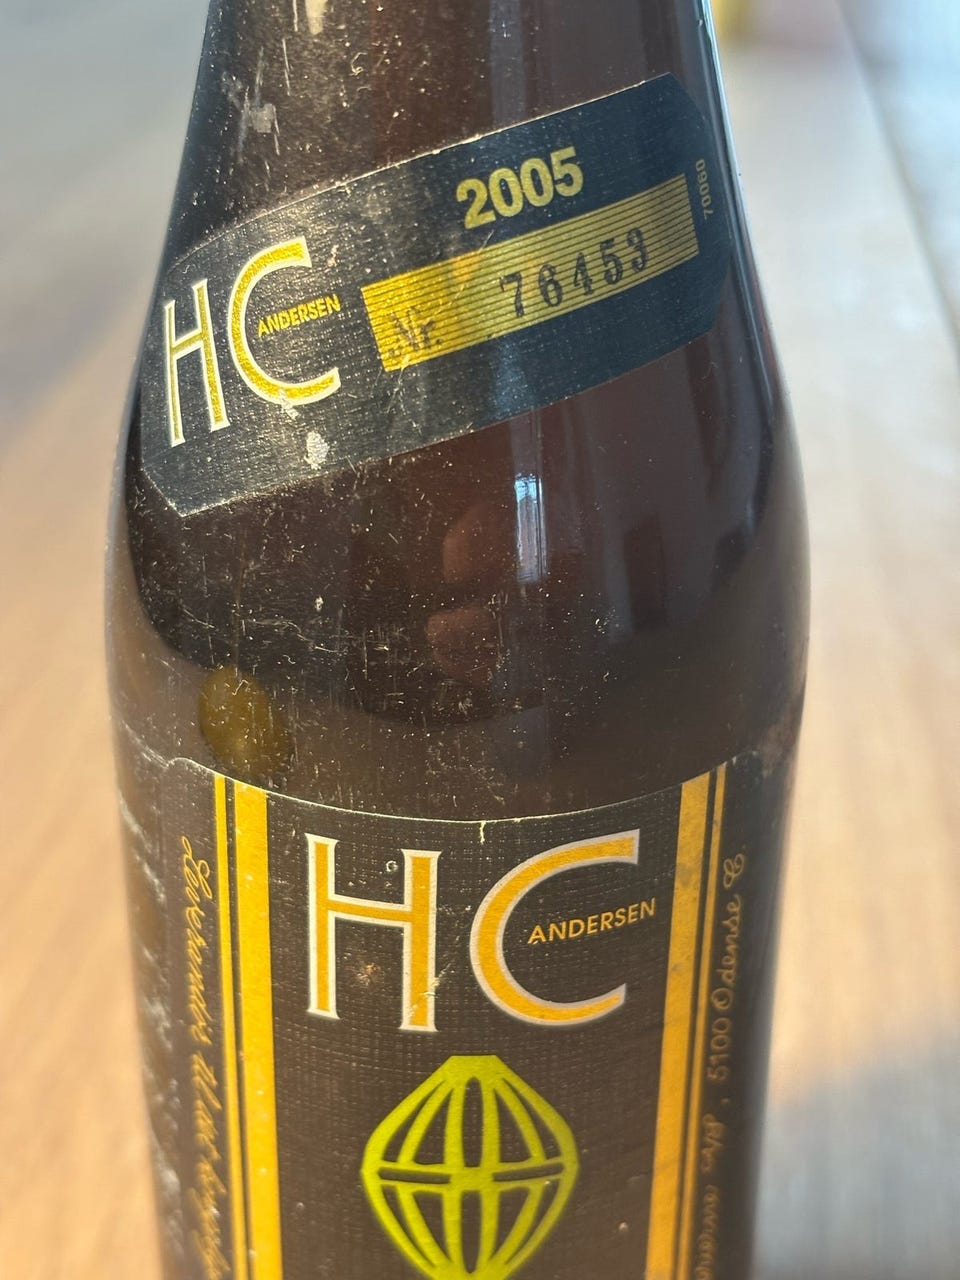 2005
70060
HC
ANDERSEN
Nr. 76453
HC
ANDERSEN
, 5100 Odense C.